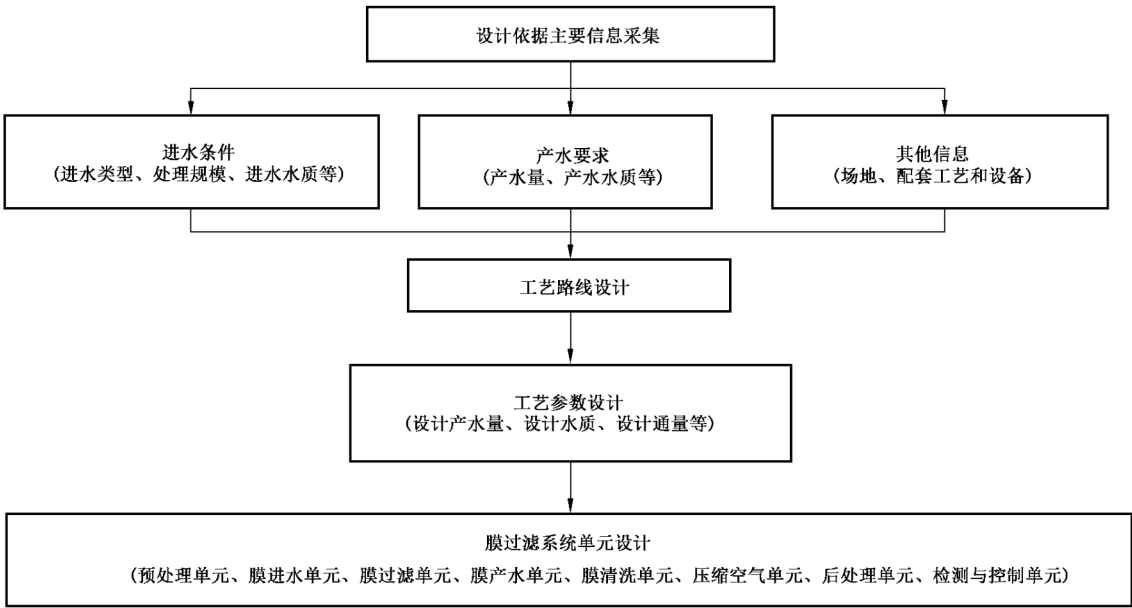 设计依据主要信息采集
进水条件
(进水类型、处理规模、进水水质等)
产水要求
(产水量、产水水质等)
其他信息
(场地、配套工艺和设备)
工艺路线设计
工艺参数设计
(设计产水量、设计水质、设计通量等)
膜过滤系统单元设计
(预处理单元、膜进水单元、膜过滤单元、膜产水单元、膜清洗单元、压缩空气单元、后处理单元、检测与控制单元)